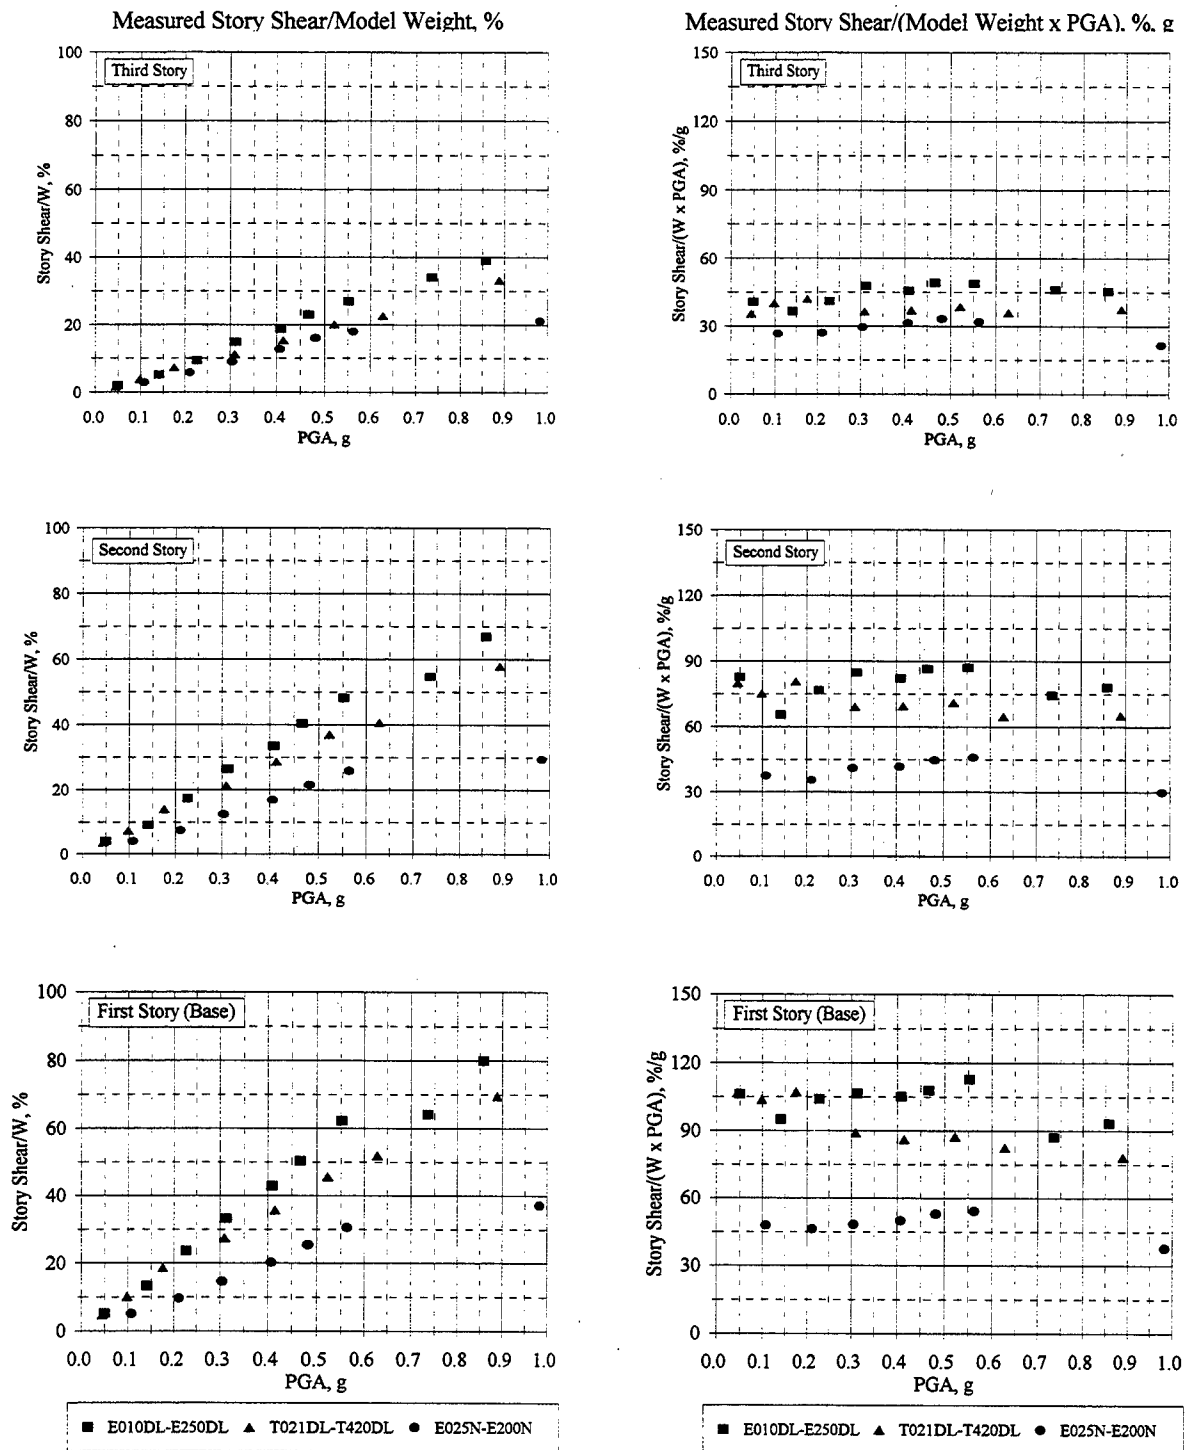 Measured Story Shear/Model Weight, %
Third Story
Story Shear/W, %
100
80
60
40
20
0
0.0 0.1 0.2 0.3 0.4 0.5 0.6 0.7 0.8 0.9 1.0
PGA, g
Second Story
Story Shear/W, %
100
80
60
40
20
0
0.0 0.1 0.2 0.3 0.4 0.5 0.6 0.7 0.8 0.9 1.0
PGA, g
First Story (Base)
Story Shear/W, %
100
80
60
40
20
0
0.0 0.1 0.2 0.3 0.4 0.5 0.6 0.7 0.8 0.9 1.0
PGA, g
E010DL-E250DL T021DL-T420DL E025N-E200N
Measured Story Shear/(Model Weight x PGA), %, g
Third Story
Story Shear/(W x PGA), %/g
150
120
90
60
30
0
0.0 0.1 0.2 0.3 0.4 0.5 0.6 0.7 0.8 0.9 1.0
PGA, g
Second Story
Story Shear/(W x PGA), %/g
150
120
90
60
30
0
0.0 0.1 0.2 0.3 0.4 0.5 0.6 0.7 0.8 0.9 1.0
PGA, g
First Story (Base)
Story Shear/(W x PGA), %/g
150
120
90
60
30
0
0.0 0.1 0.2 0.3 0.4 0.5 0.6 0.7 0.8 0.9 1.0
PGA, g
E010DL-E250DL T021DL-T420DL E025N-E200N